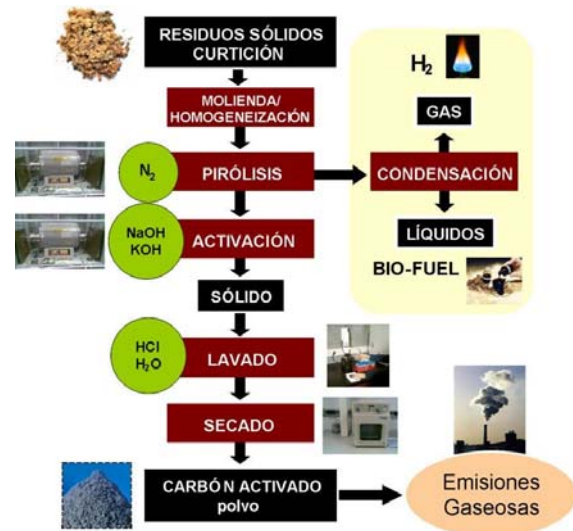 RESIDUOS SÓLIDOS
CURTICIÓN
MOLIENDA/
HOMOGENEIZACIÓN
N₂
PIRÓLISIS
NaOH
KOH
ACTIVACIÓN
SÓLIDO
HCl
H₂O
LAVADO
SECADO
CARBÓN ACTIVADO
polvo
H₂
GAS
CONDENSACIÓN
LÍQUIDOS
BIO-FUEL
Emisiones
Gaseosas